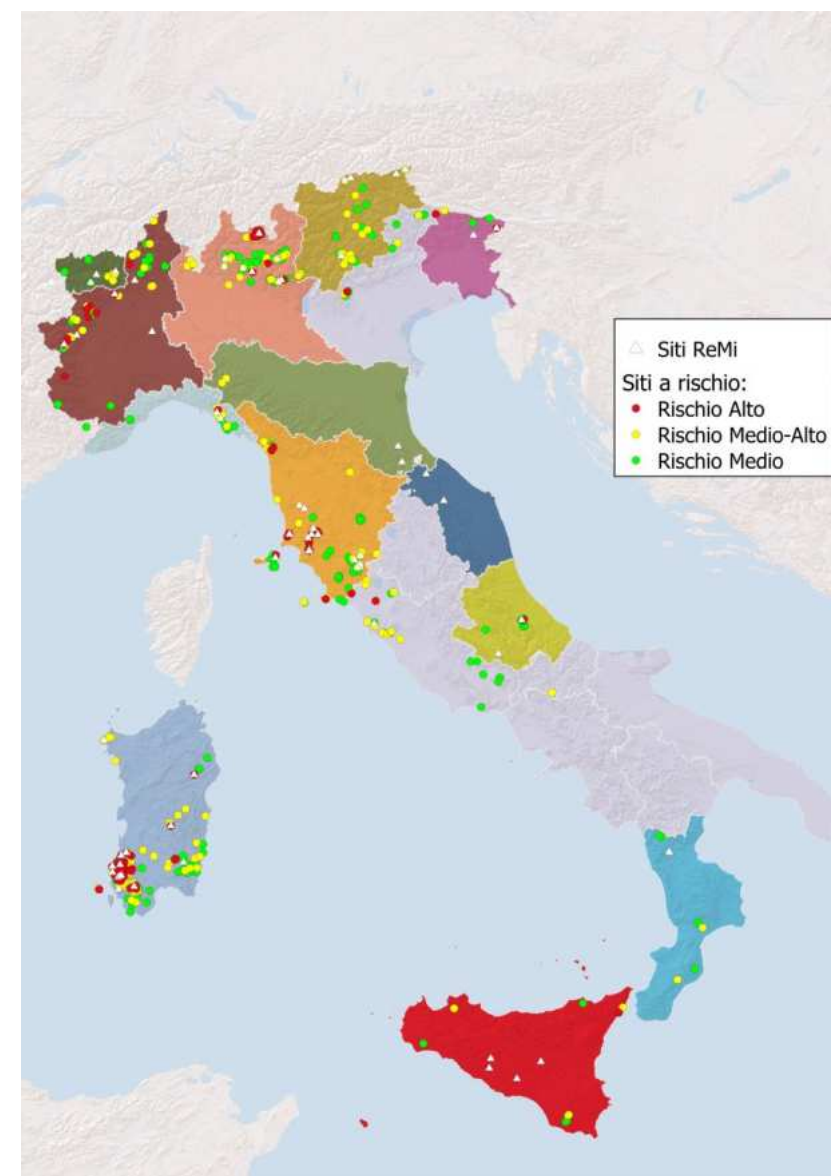 Siti ReMi
Siti a rischio:
Rischio Alto
Rischio Medio-Alto
Rischio Medio